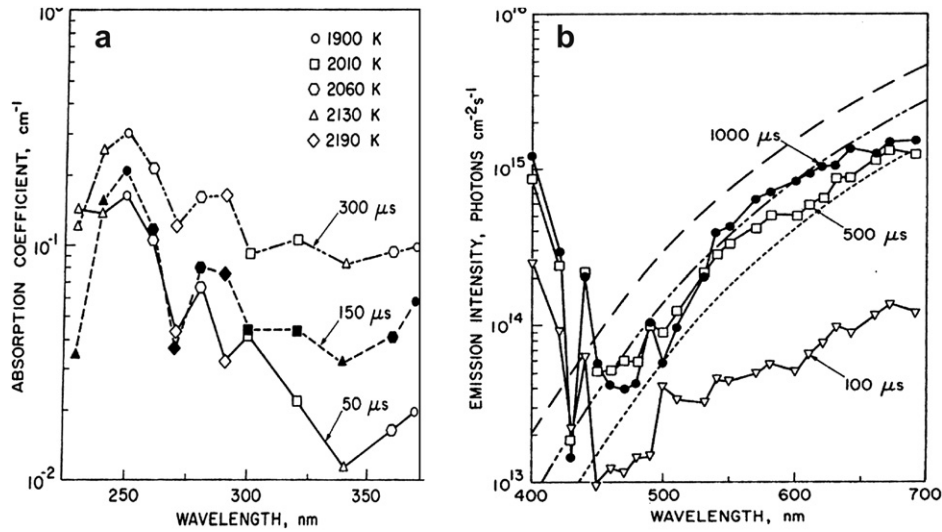 a
10⁰
○ 1900 K
□ 2010 K
○ 2060 K
△ 2130 K
◇ 2190 K
ABSORPTION COEFFICIENT, cm⁻¹
10⁻¹
300 μs
150 μs
50 μs
10⁻²
250
300
350
WAVELENGTH, nm
b
10¹⁶
1000 μs
10¹⁵
500 μs
EMISSION INTENSITY, PHOTONS cm⁻²s⁻¹
10¹⁴
100 μs
10¹³
400
500
600
700
WAVELENGTH, nm